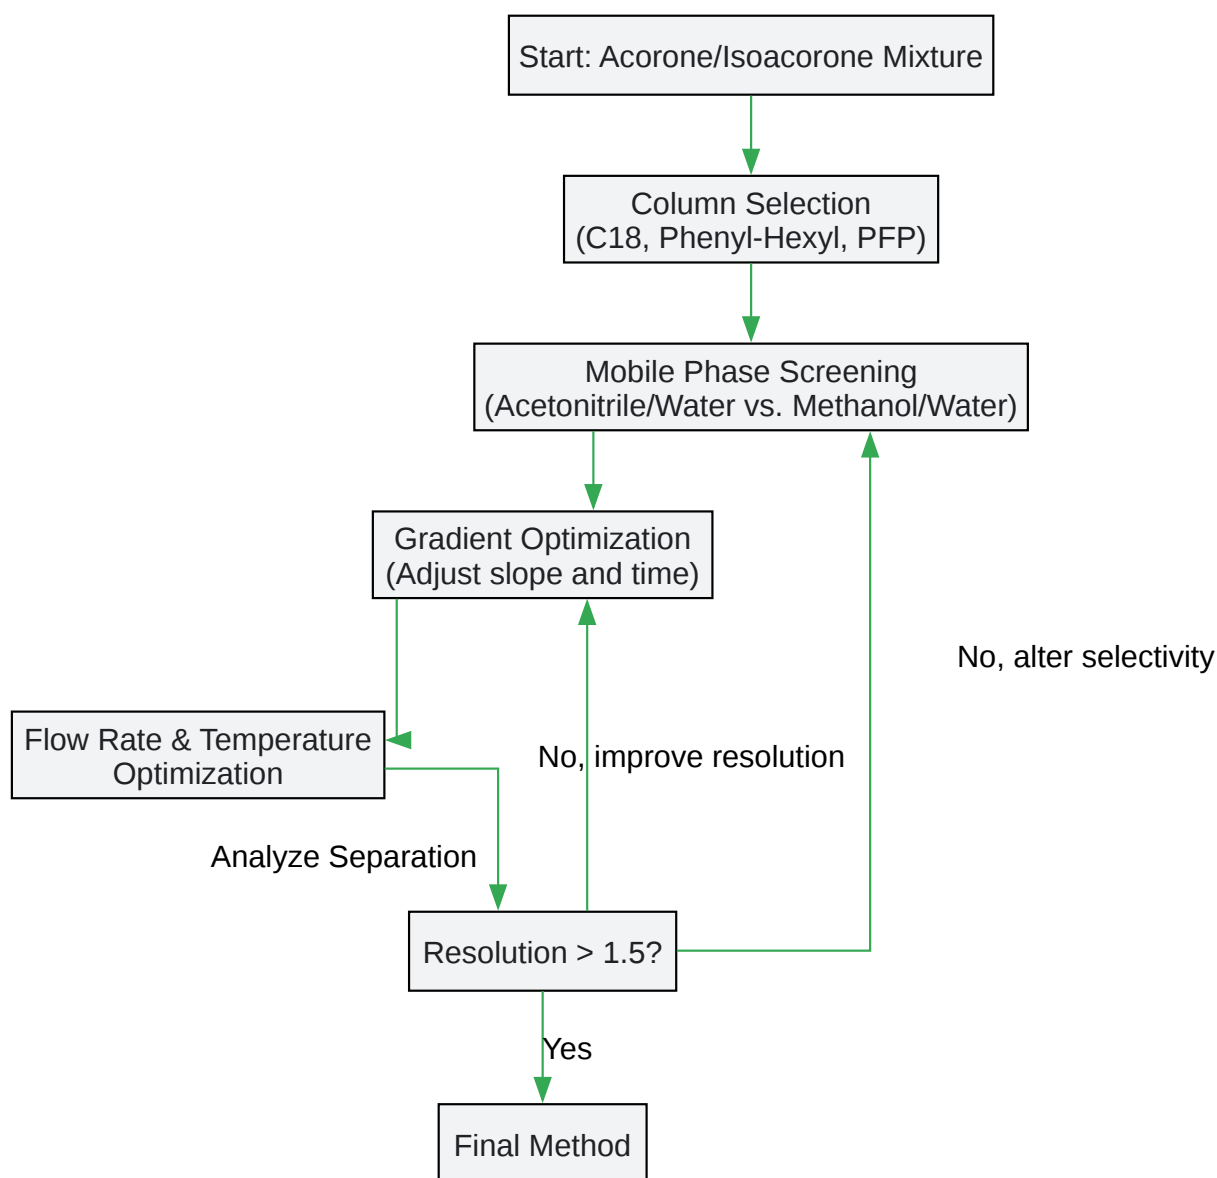 Start: Acorone/Isoacorone Mixture
Column Selection
(C18, Phenyl-Hexyl, PFP)
Mobile Phase Screening
(Acetonitrile/Water vs. Methanol/Water)
Gradient Optimization
(Adjust slope and time)
No, alter selectivity
Flow Rate & Temperature
Optimization
No, improve resolution
Analyze Separation
Resolution > 1.5?
Yes
Final Method